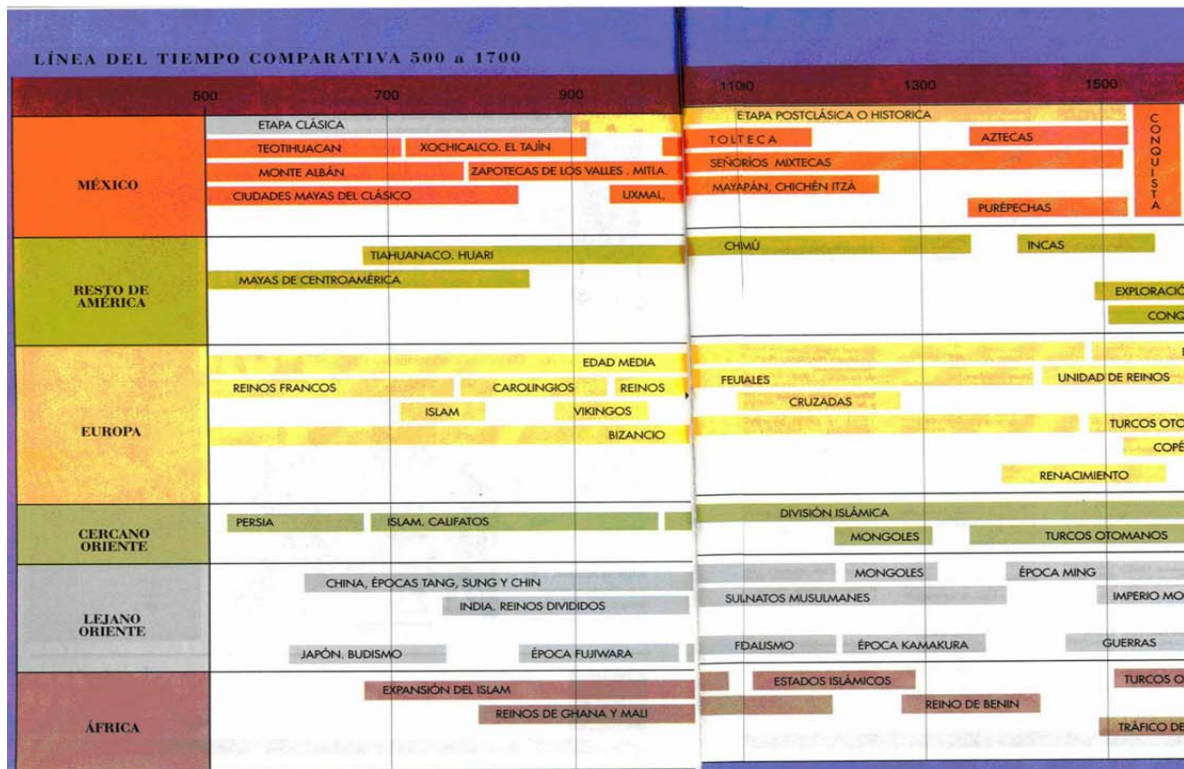 LÍNEA DEL TIEMPO COMPARATIVA 500 a 1700
500 700 900 1100 1300 1500
MÉXICO
ETAPA CLÁSICA
ETAPA POSTCLÁSICA O HISTORICA
TEOTIHUACAN
XOCHICALCO. EL TAJÍN
TOLTECA
AZTECAS
MONTE ALBÁN
ZAPOTECAS DE LOS VALLES . MITLA.
SEÑORÍOS MIXTECAS
CIUDADES MAYAS DEL CLÁSICO
UXMAL,
MAYAPÁN, CHICHÉN ITZÁ
PURÉPECHAS
CONQUISTA
RESTO DE
AMÉRICA
TIAHUANACO. HUARI
CHIMÚ
INCAS
MAYAS DE CENTROAMÉRICA
EXPLORACIÓ
CONQ
EUROPA
EDAD MEDIA
REINOS FRANCOS
CAROLINGIOS
REINOS
FEUIALES
UNIDAD DE REINOS
ISLAM
VIKINGOS
CRUZADAS
BIZANCIO
TURCOS OTO
COPÉ
RENACIMIENTO
CERCANO
ORIENTE
PERSIA
ISLAM. CALIFATOS
DIVISIÓN ISLÁMICA
MONGOLES
TURCOS OTOMANOS
LEJANO
ORIENTE
CHINA, ÉPOCAS TANG, SUNG Y CHIN
MONGOLES
ÉPOCA MING
INDIA. REINOS DIVIDIDOS
SULNATOS MUSULMANES
IMPERIO MO
JAPÓN. BUDISMO
ÉPOCA FUJIWARA
FDALISMO
ÉPOCA KAMAKURA
GUERRAS
ÁFRICA
EXPANSIÓN DEL ISLAM
ESTADOS ISLÁMICOS
TURCOS O
REINOS DE GHANA Y MALI
REINO DE BENIN
TRÁFICO DE